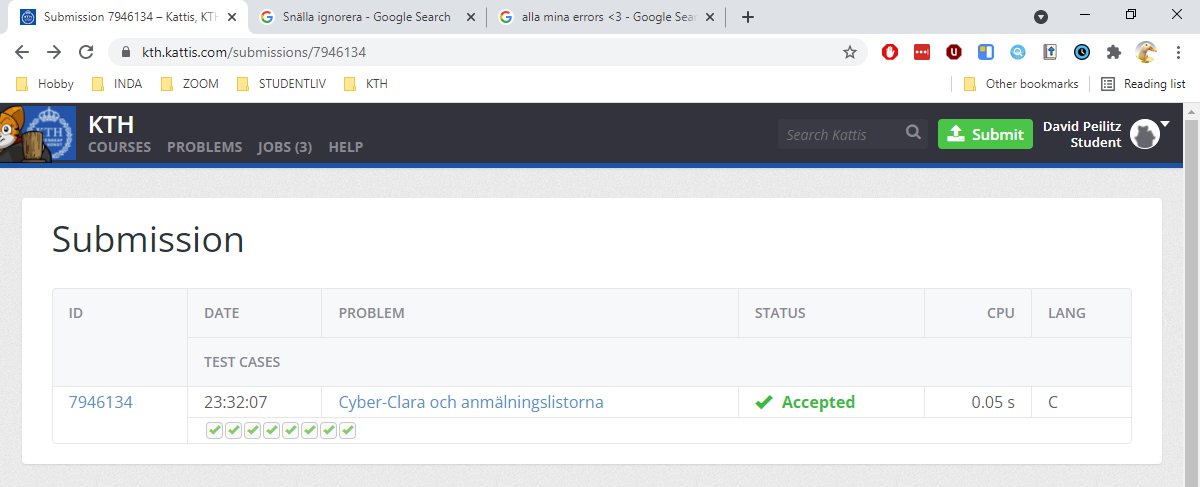 Submission 7946134 – Kattis, KTH
Snälla ignorera - Google Search
alla mina errors <3 - Google Sea
kth.kattis.com/submissions/7946134
Hobby INDA ZOOM STUDENTLIV KTH Other bookmarks Reading list
KTH
COURSES PROBLEMS JOBS (3) HELP
Search Kattis
Submit
David Peilitz
Student
Submission
ID DATE PROBLEM STATUS CPU LANG
TEST CASES
7946134 23:32:07 Cyber-Clara och anmälningslistorna Accepted 0.05 s C